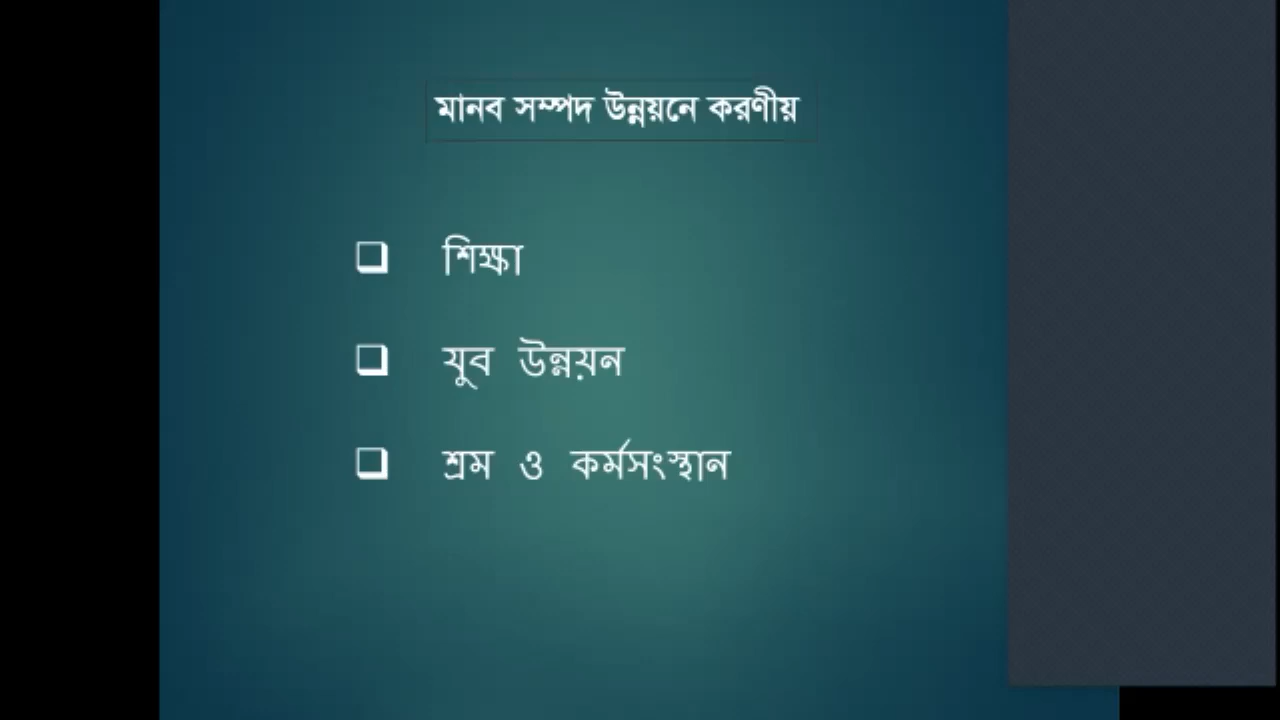 মানব সম্পদ উন্নয়নে করণীয়
শিক্ষা
যুব উন্নয়ন
শ্রম ও কর্মসংস্থান